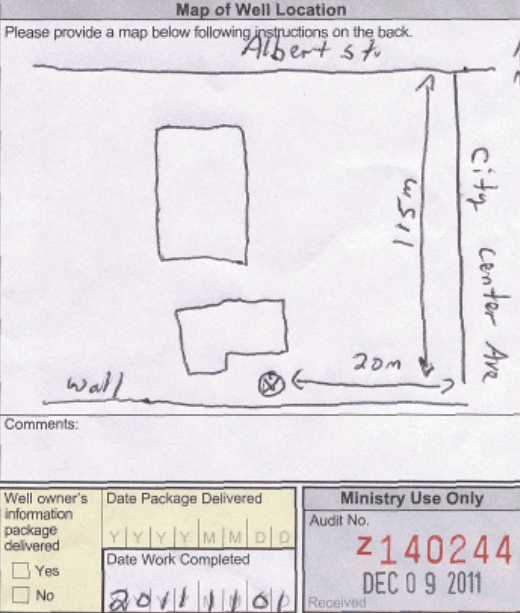 Map of Well Location
Please provide a map below following instructions on the back.
Albert st.
115m
City Center Ave
20m
wall
Comments:
Well owner's information package delivered
Yes
No
Date Package Delivered
Y Y Y Y M M D D
Date Work Completed
2011 11 01
Ministry Use Only
Audit No.
Z140244
DEC 09 2011
Received